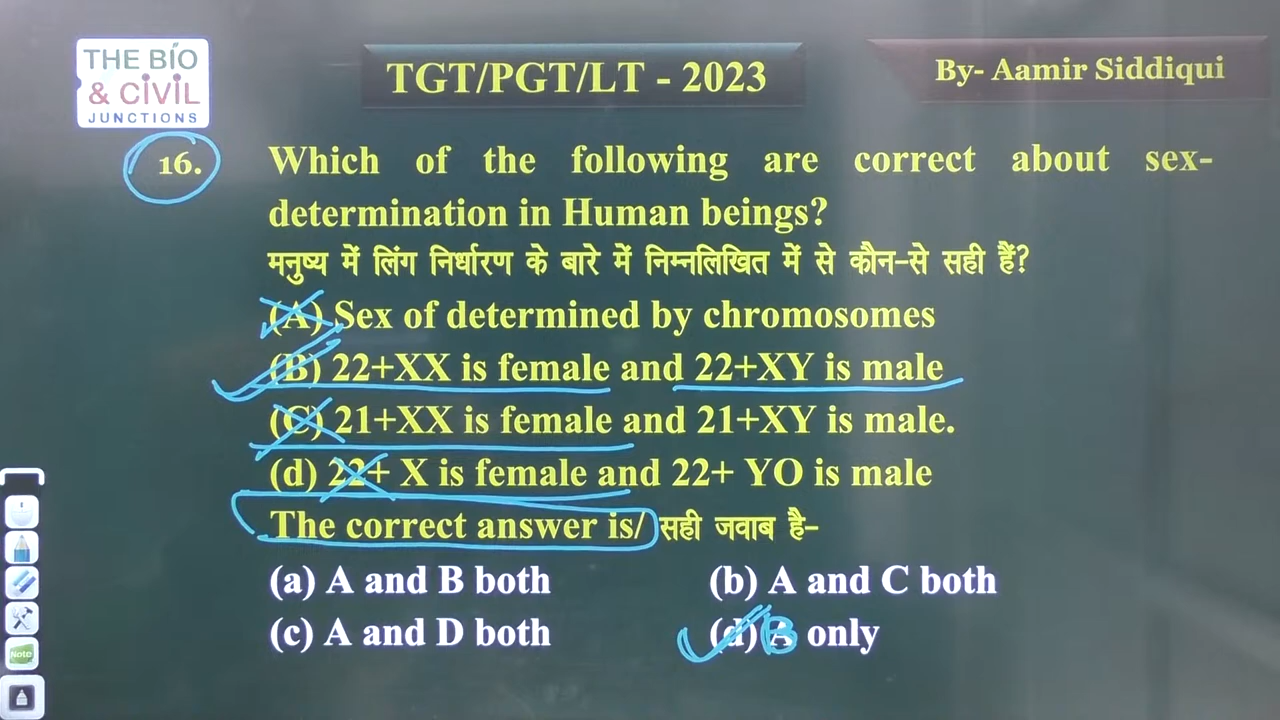 THE BIO
& CIVIL
JUNCTIONS
TGT/PGT/LT - 2023
By- Aamir Siddiqui
16. Which of the following are correct about sex-
determination in Human beings?
मनुष्य में लिंग निर्धारण के बारे में निम्नलिखित में से कौन-से सही हैं?
(A) Sex of determined by chromosomes
(B) 22+XX is female and 22+XY is male
(C) 21+XX is female and 21+XY is male.
(d) 22+ X is female and 22+ YO is male
The correct answer is/ सही जवाब है-
(a) A and B both (b) A and C both
(c) A and D both (d) B only
Note